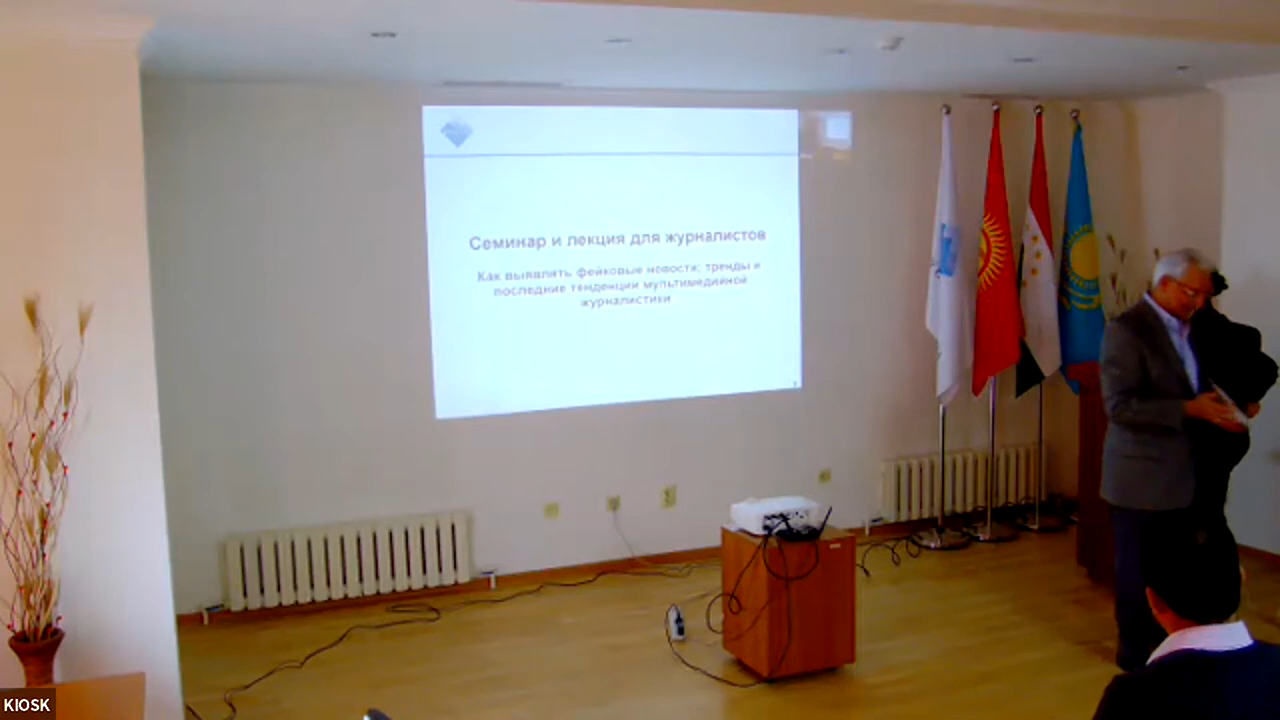 Семинар и лекция для журналистов
Как выявлять фейковые новости; тренды и
последние тенденции мультимедийной
журналистики
KIOSK